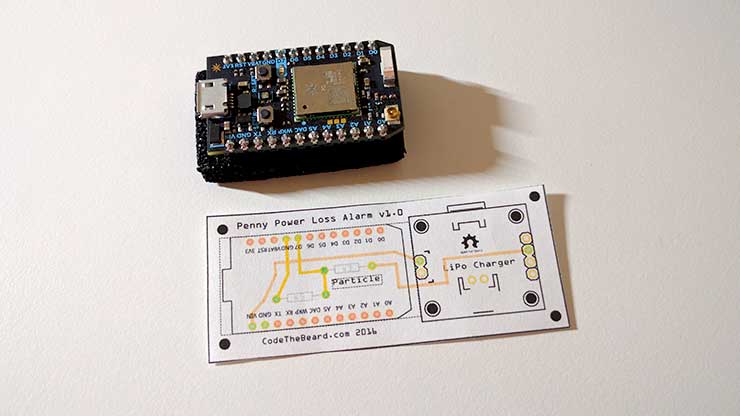 3V3 RST VBAT GND D7 D6 D5 D4 D3 D2 D1 D0
VIN GND TX RX WKP DAC A5 A4 A3 A2 A1 A0
Penny Power Loss Alarm v1.0
3V3 RST VBAT GND D7 D6 D5 D4 D3 D2 D1 D0
LiPo Charger
Particle
VIN GND TX RX WKP DAC A5 A4 A3 A2 A1 A0
CodeTheBeard.com 2016